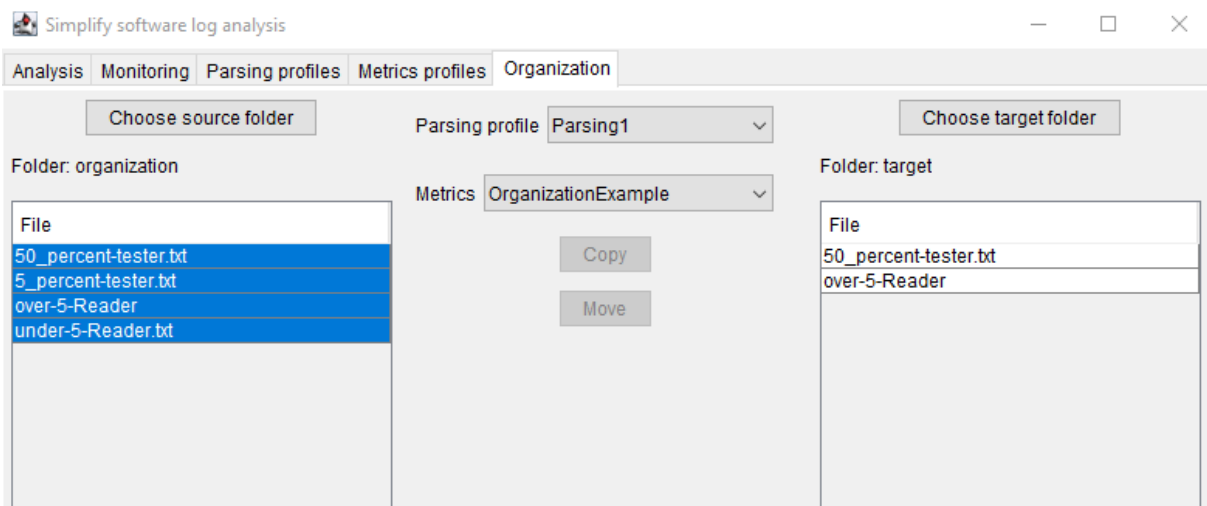 Simplify software log analysis
Analysis Monitoring Parsing profiles Metrics profiles Organization
Choose source folder
Folder: organization
File
50_percent-tester.txt
5_percent-tester.txt
over-5-Reader
under-5-Reader.txt
Parsing profile Parsing1
Metrics OrganizationExample
Copy
Move
Choose target folder
Folder: target
File
50_percent-tester.txt
over-5-Reader